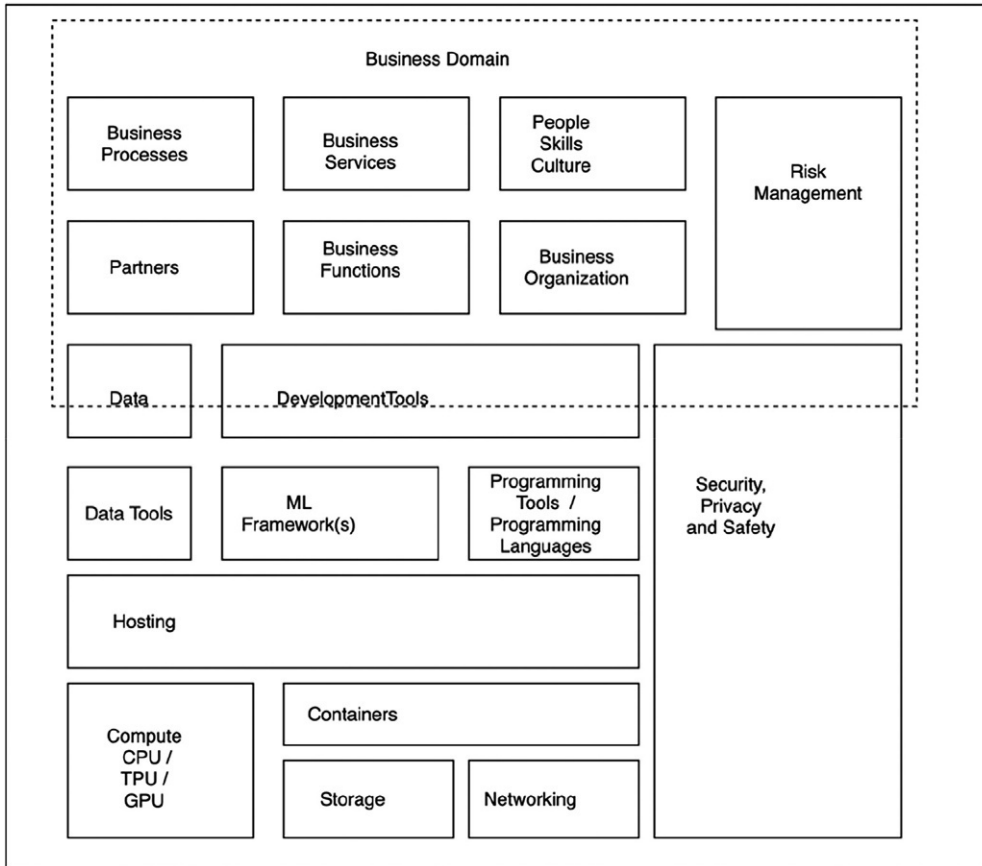 Business Domain
Business
Processes
Business
Services
People
Skills
Culture
Risk
Management
Partners
Business
Functions
Business
Organization
Data
DevelopmentTools
Data Tools
ML
Framework(s)
Programming
Tools /
Programming
Languages
Security,
Privacy
and Safety
Hosting
Compute
CPU /
TPU /
GPU
Containers
Storage
Networking